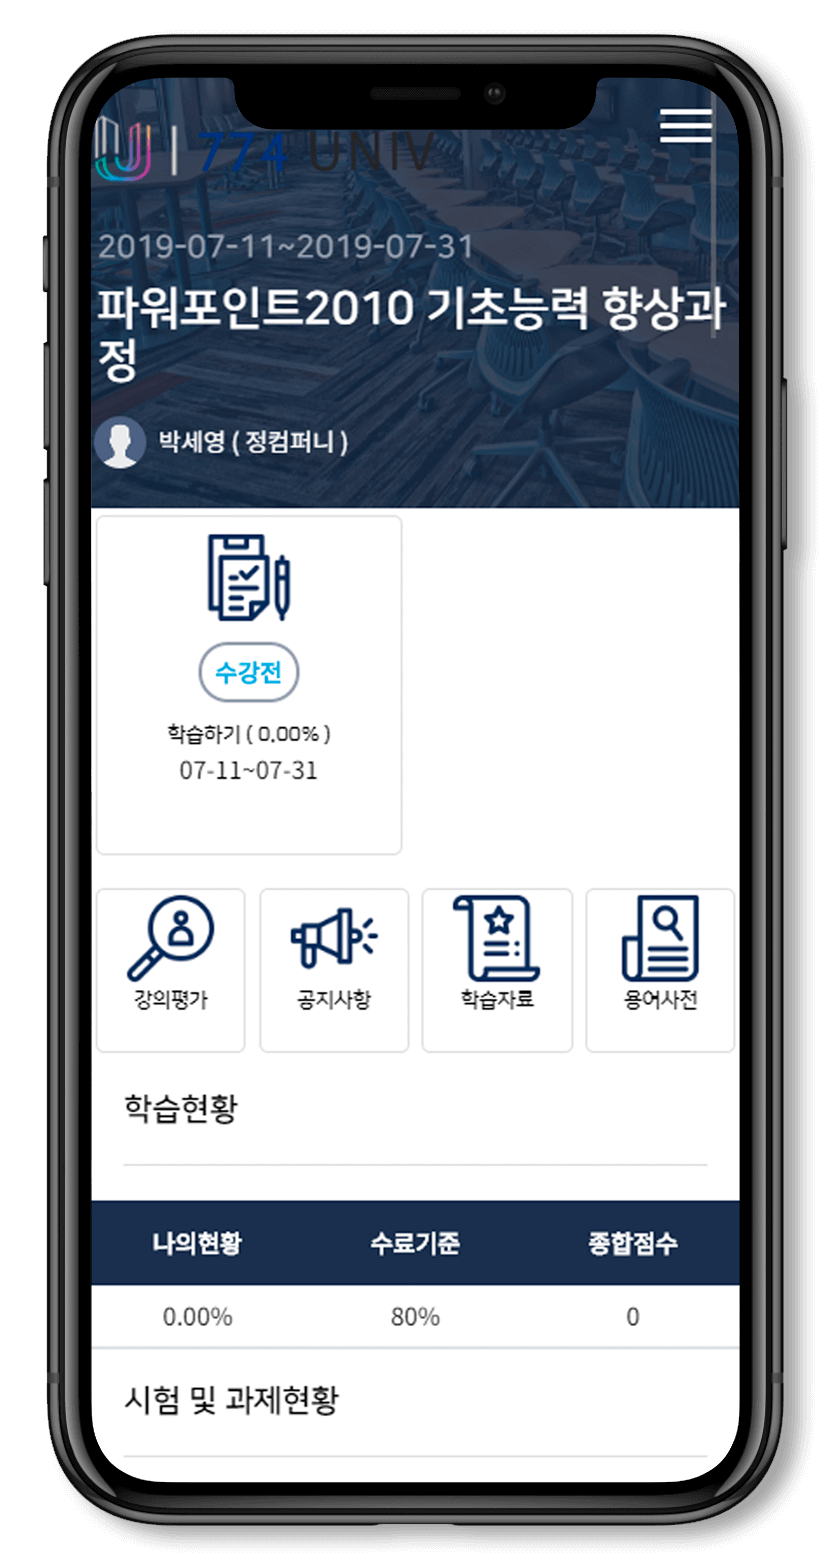 | 774 UNIV
2019-07-11~2019-07-31
파워포인트2010 기초능력 향상과
정
박세영 ( 정컴퍼니 )
수강전
학습하기 ( 0.00% )
07-11~07-31
강의평가 공지사항 학습자료 용어사전
학습현황
나의현황 수료기준 종합점수
0.00% 80% 0
시험 및 과제현황